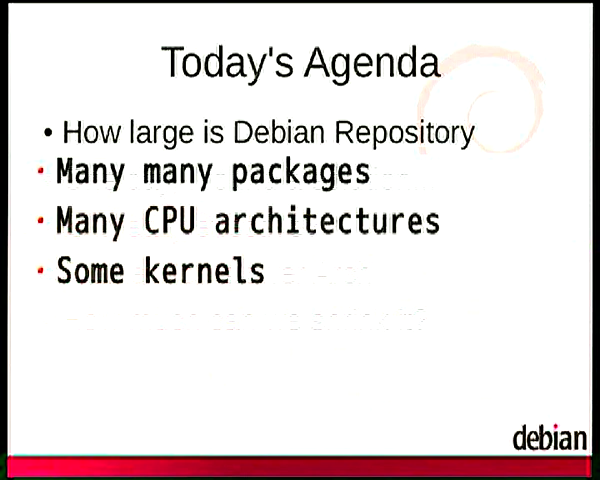 Today's Agenda
• How large is Debian Repository
• Many many packages
• Many CPU architectures
• Some kernels
debian